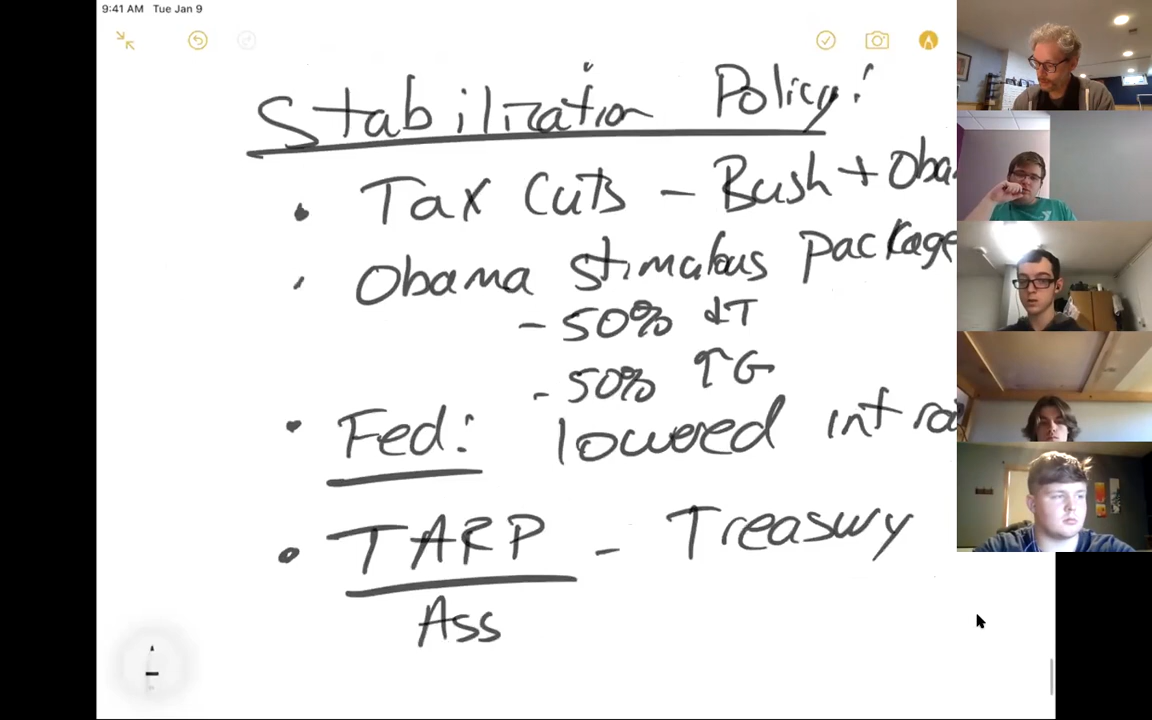 9:41 AM Tue Jan 9
Stabilization Policy:
• Tax Cuts - Bush + Oba
• Obama stimulus package
- 50% ↓T
- 50% ↑G
• Fed: lowered int ra
• TARP - Treasury
Ass